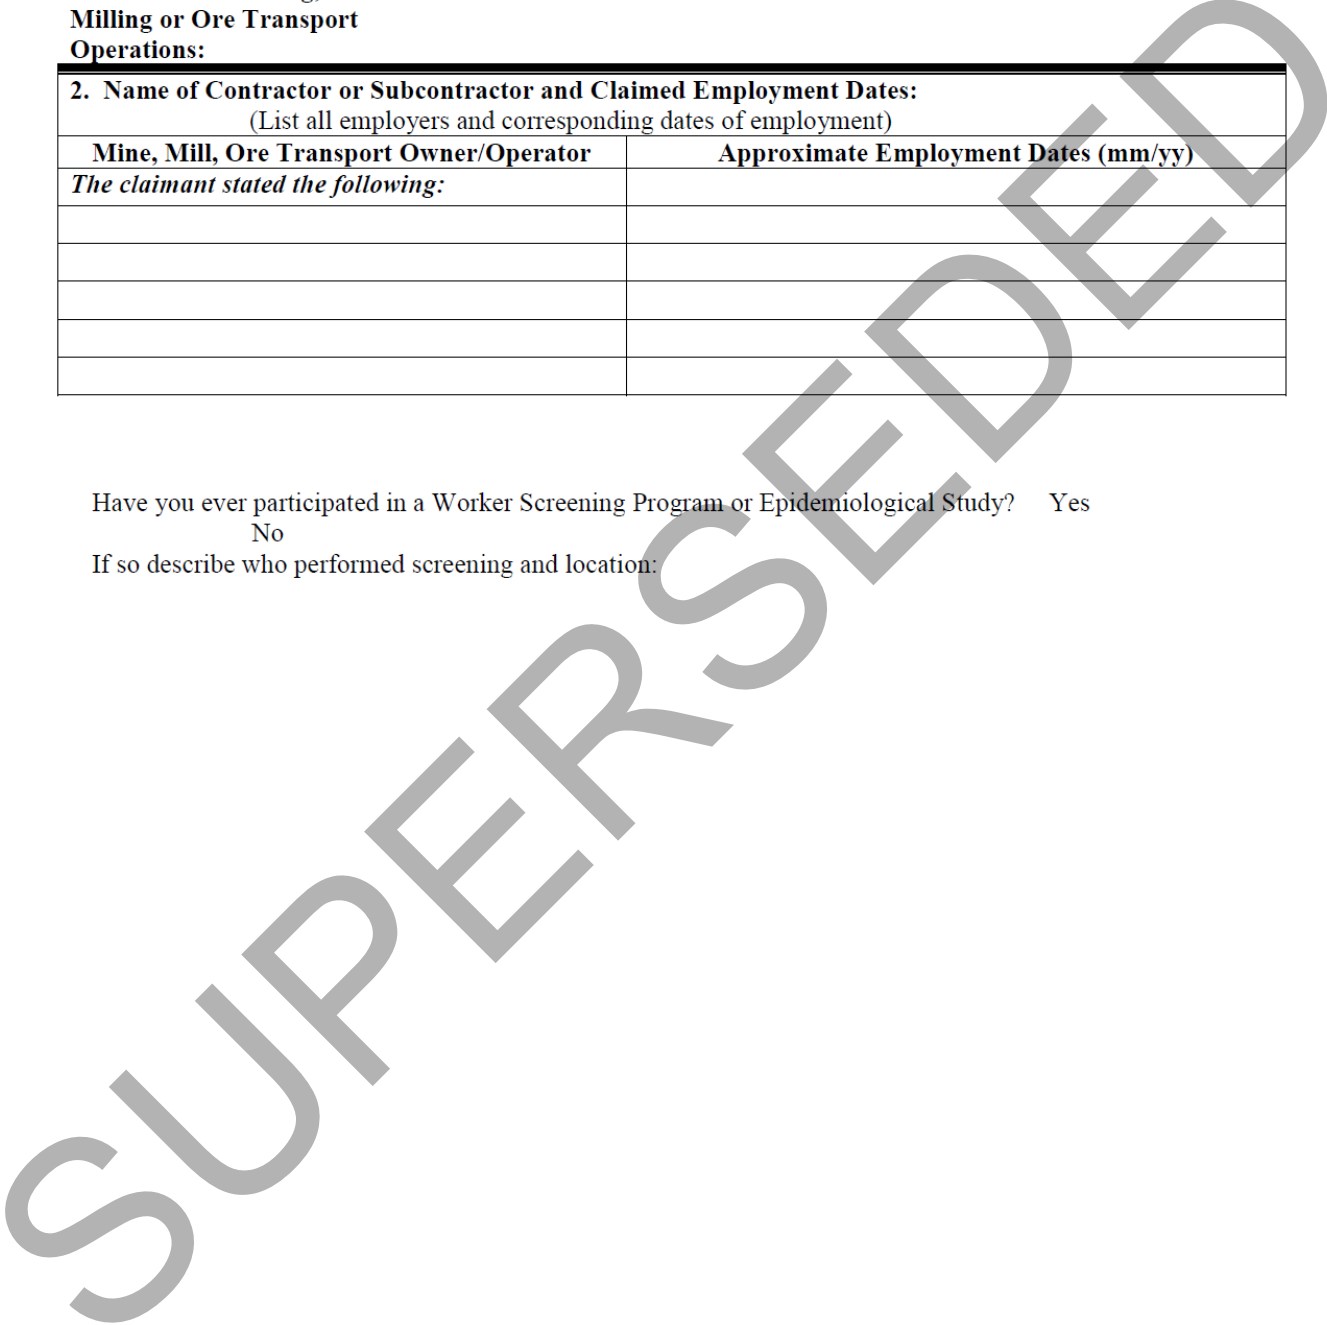 Milling or Ore Transport
Operations:
2. Name of Contractor or Subcontractor and Claimed Employment Dates:
(List all employers and corresponding dates of employment)
Mine, Mill, Ore Transport Owner/Operator Approximate Employment Dates (mm/yy)
The claimant stated the following:
Have you ever participated in a Worker Screening Program or Epidemiological Study? Yes
No
If so describe who performed screening and location:
SUPERSEDED